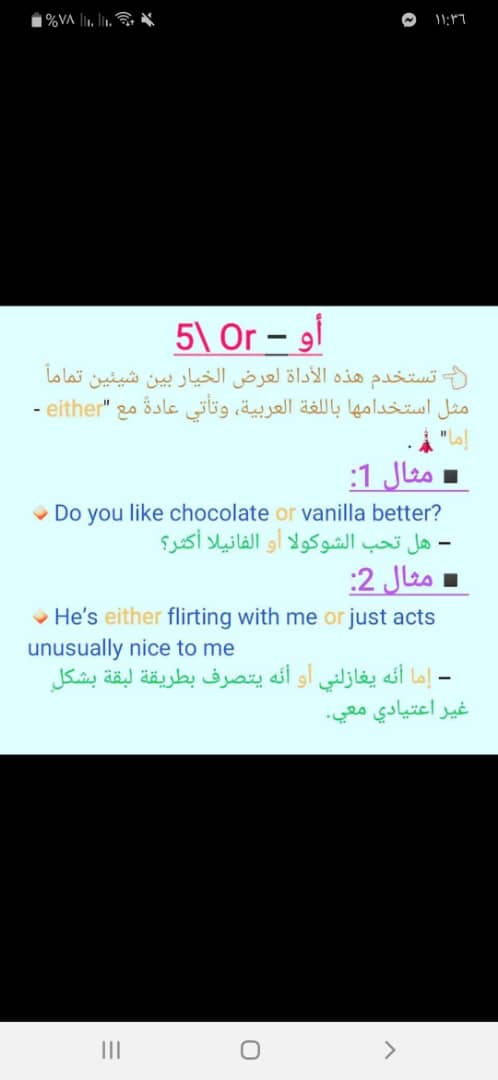 %٧٨ ١١:٣٦
5\ Or – أو
تستخدم هذه الأداة لعرض الخيار بين شيئين تماماً
مثل استخدامها باللغة العربية، وتأتي عادةً مع "either -
إما" .
▪ مثال 1:
Do you like chocolate or vanilla better?
– هل تحب الشوكولا أو الفانيلا أكثر؟
▪ مثال 2:
He's either flirting with me or just acts
unusually nice to me
– إما أنّه يغازلني أو أنّه يتصرف بطريقة لبقة بشكلٍ
غير اعتيادي معي.